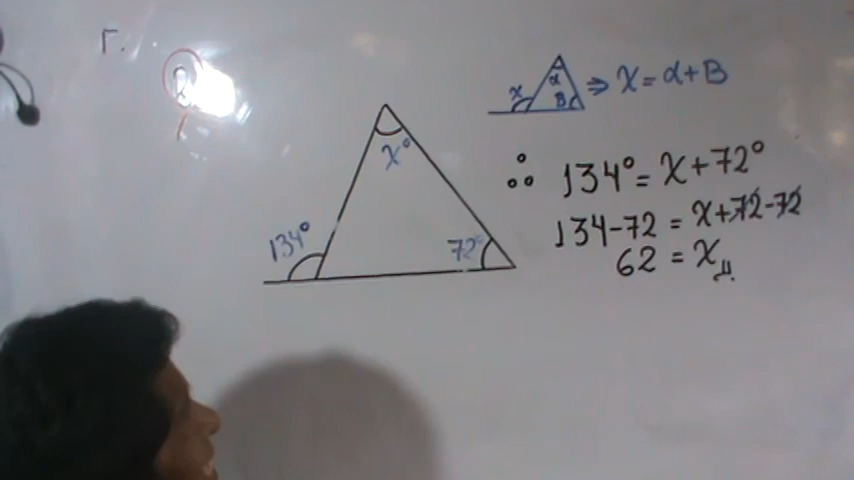 r.
x α B ⇒ x = α + B
x°
134°
72°
∴ 134° = x + 72°
134 - 72 = x + 72 - 72
62 = x //.